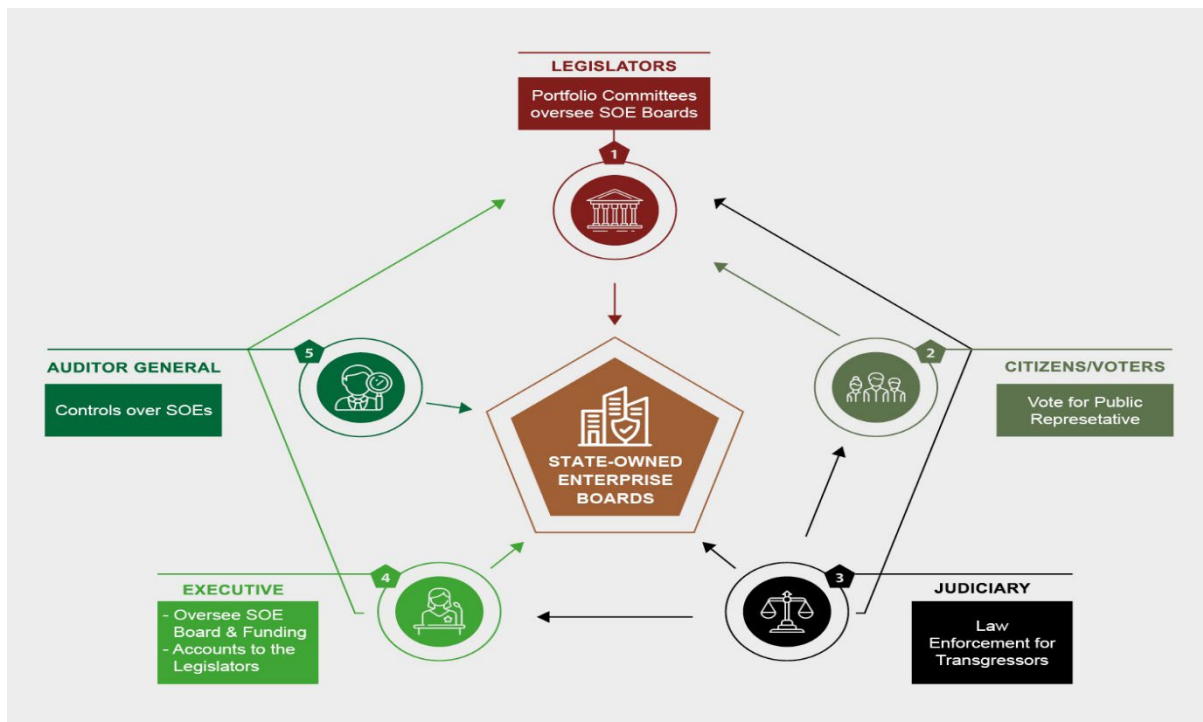 LEGISLATORS
Portfolio Committees
oversee SOE Boards
1
2
CITIZENS/VOTERS
Vote for Public
Represetative
3
JUDICIARY
Law
Enforcement for
Transgressors
4
EXECUTIVE
- Oversee SOE
Board & Funding
- Accounts to the
Legislators
5
AUDITOR GENERAL
Controls over SOEs
STATE-OWNED
ENTERPRISE
BOARDS